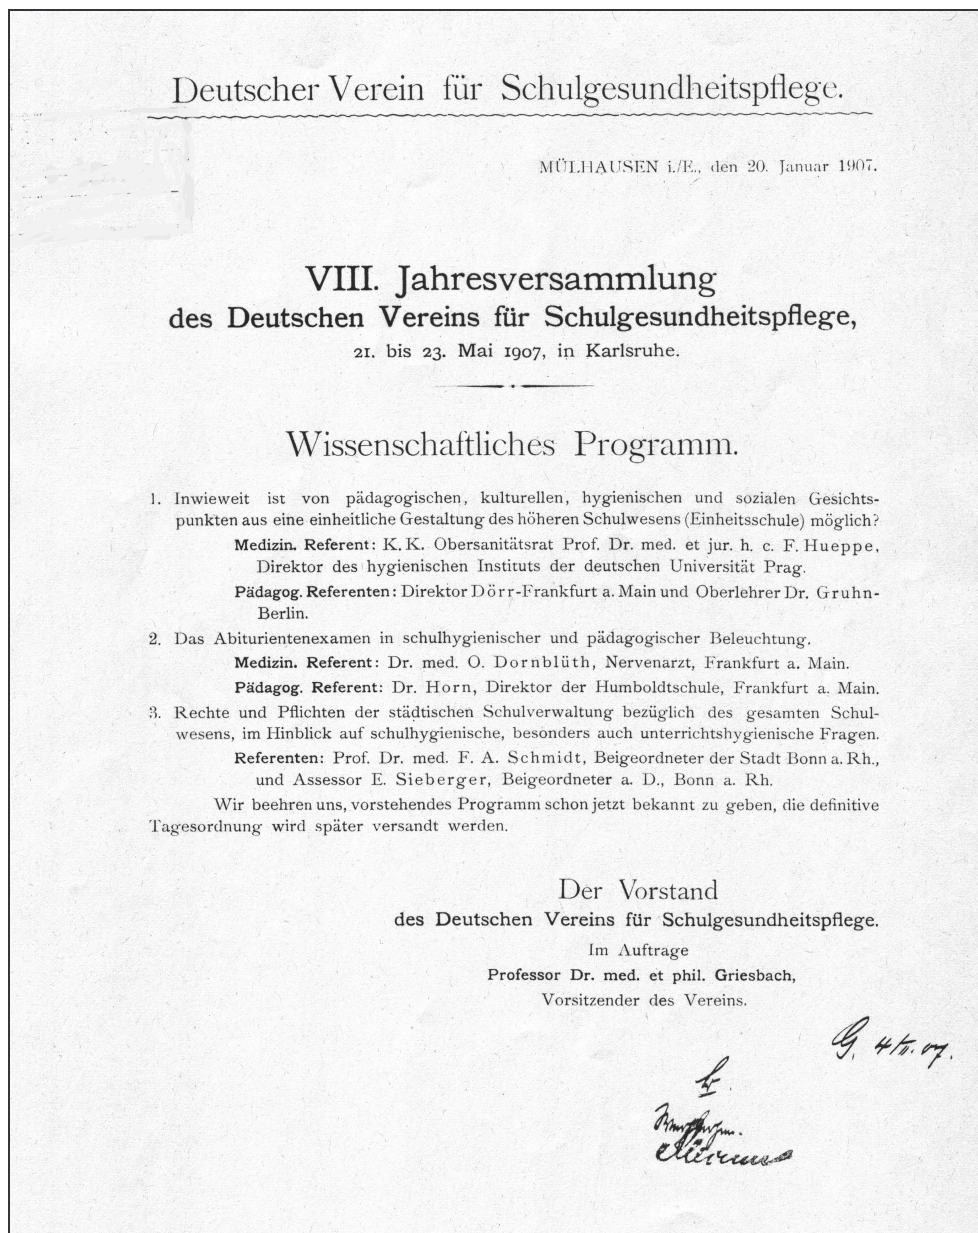 Deutscher Verein für Schulgesundheitspflege.
MÜLHAUSEN i./E., den 20. Januar 1907.
VIII. Jahresversammlung
des Deutschen Vereins für Schulgesundheitspflege,
21. bis 23. Mai 1907, in Karlsruhe.
Wissenschaftliches Programm.
1. Inwieweit ist von pädagogischen, kulturellen, hygienischen und sozialen Gesichts-
punkten aus eine einheitliche Gestaltung des höheren Schulwesens (Einheitsschule) möglich?
Medizin. Referent: K. K. Obersanitätsrat Prof. Dr. med. et jur. h. c. F. Hueppe,
Direktor des hygienischen Instituts der deutschen Universität Prag.
Pädagog. Referenten: Direktor Dörr-Frankfurt a. Main und Oberlehrer Dr. Gruhn-
Berlin.
2. Das Abiturientenexamen in schulhygienischer und pädagogischer Beleuchtung.
Medizin. Referent: Dr. med. O. Dornblüth, Nervenarzt, Frankfurt a. Main.
Pädagog. Referent: Dr. Horn, Direktor der Humboldtschule, Frankfurt a. Main.
3. Rechte und Pflichten der städtischen Schulverwaltung bezüglich des gesamten Schul-
wesens, im Hinblick auf schulhygienische, besonders auch unterrichtshygienische Fragen.
Referenten: Prof. Dr. med. F. A. Schmidt, Beigeordneter der Stadt Bonn a. Rh.,
und Assessor E. Sieberger, Beigeordneter a. D., Bonn a. Rh.
Wir beehren uns, vorstehendes Programm schon jetzt bekannt zu geben, die definitive
Tagesordnung wird später versandt werden.
Der Vorstand
des Deutschen Vereins für Schulgesundheitspflege.
Im Auftrage
Professor Dr. med. et phil. Griesbach,
Vorsitzender des Vereins.
G. 4/II. 07.